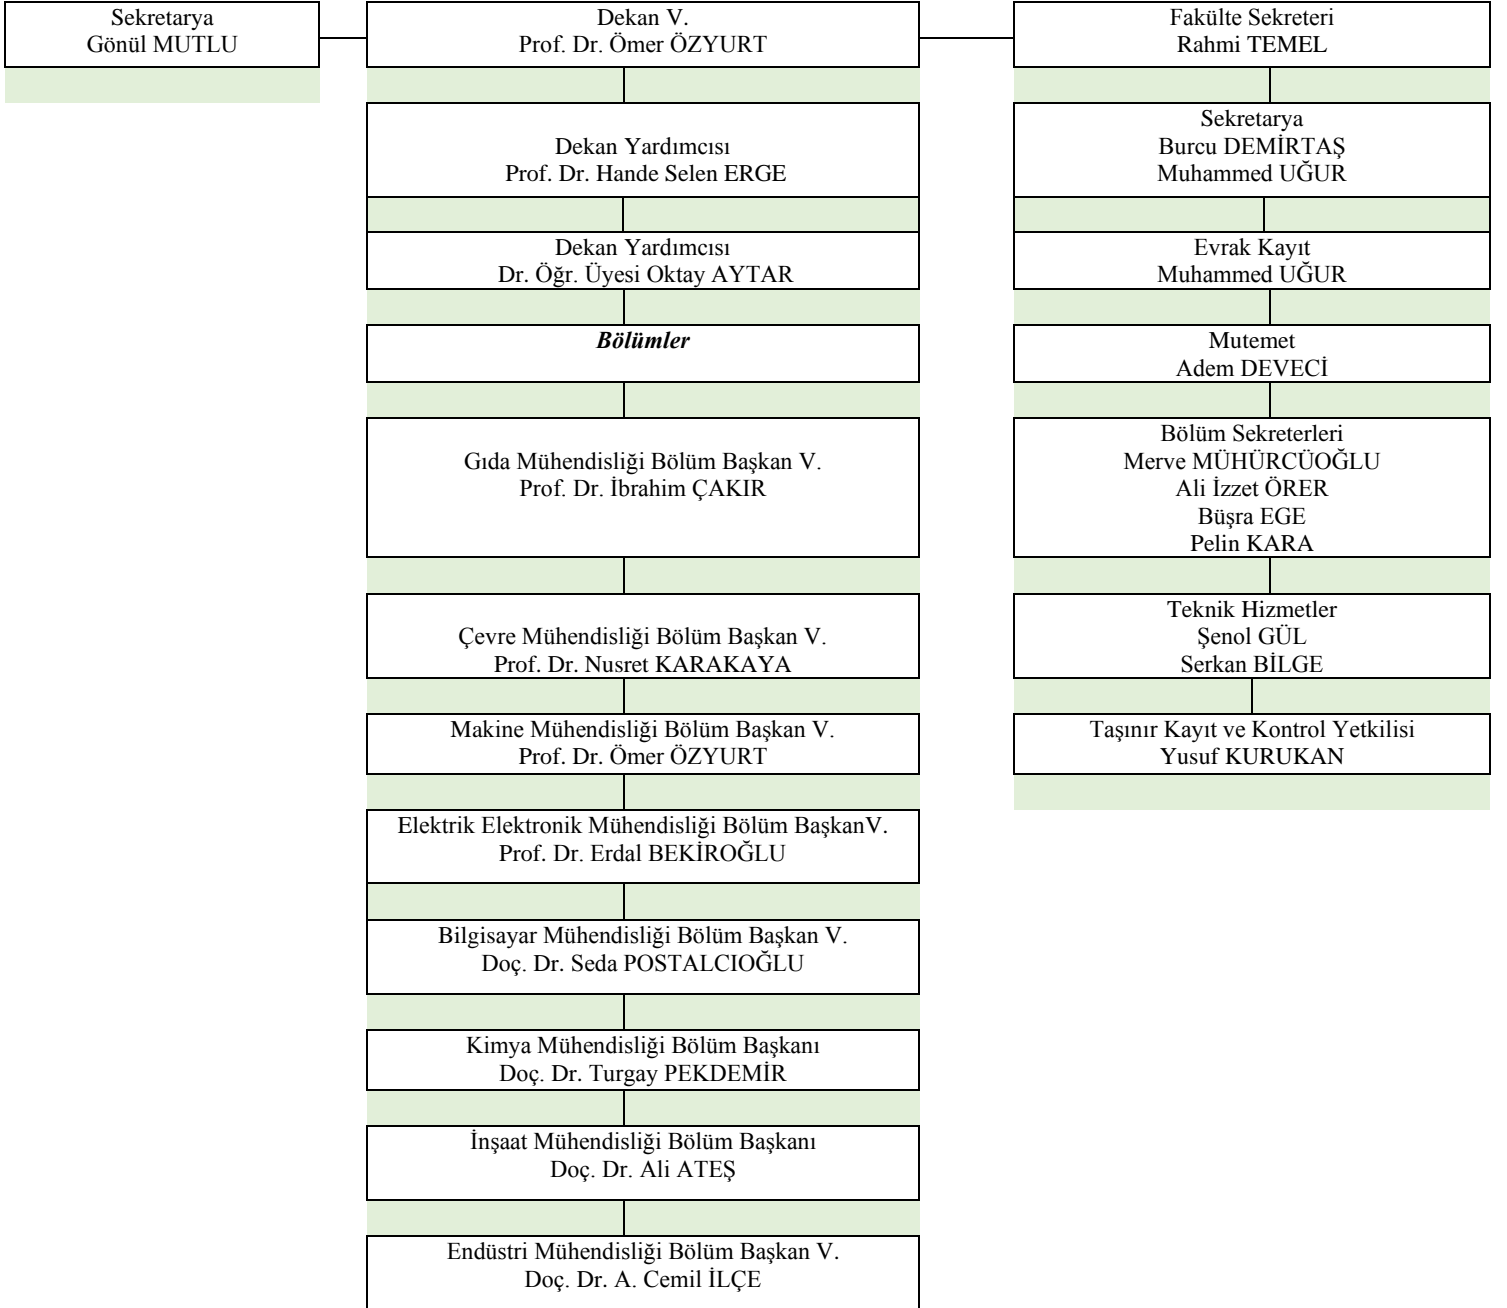 Sekretarya
Gönül MUTLU
Dekan V.
Prof. Dr. Ömer ÖZYURT
Fakülte Sekreteri
Rahmi TEMEL
Dekan Yardımcısı
Prof. Dr. Hande Selen ERGE
Sekretarya
Burcu DEMİRTAŞ
Muhammed UĞUR
Dekan Yardımcısı
Dr. Öğr. Üyesi Oktay AYTAR
Evrak Kayıt
Muhammed UĞUR
Bölümler
Mutemet
Adem DEVECİ
Gıda Mühendisliği Bölüm Başkan V.
Prof. Dr. İbrahim ÇAKIR
Bölüm Sekreterleri
Merve MÜHÜRCÜOĞLU
Ali İzzet ÖRER
Büşra EGE
Pelin KARA
Çevre Mühendisliği Bölüm Başkan V.
Prof. Dr. Nusret KARAKAYA
Teknik Hizmetler
Şenol GÜL
Serkan BİLGE
Makine Mühendisliği Bölüm Başkan V.
Prof. Dr. Ömer ÖZYURT
Taşınır Kayıt ve Kontrol Yetkilisi
Yusuf KURUKAN
Elektrik Elektronik Mühendisliği Bölüm BaşkanV.
Prof. Dr. Erdal BEKİROĞLU
Bilgisayar Mühendisliği Bölüm Başkan V.
Doç. Dr. Seda POSTALCIOĞLU
Kimya Mühendisliği Bölüm Başkanı
Doç. Dr. Turgay PEKDEMİR
İnşaat Mühendisliği Bölüm Başkanı
Doç. Dr. Ali ATEŞ
Endüstri Mühendisliği Bölüm Başkan V.
Doç. Dr. A. Cemil İLÇE